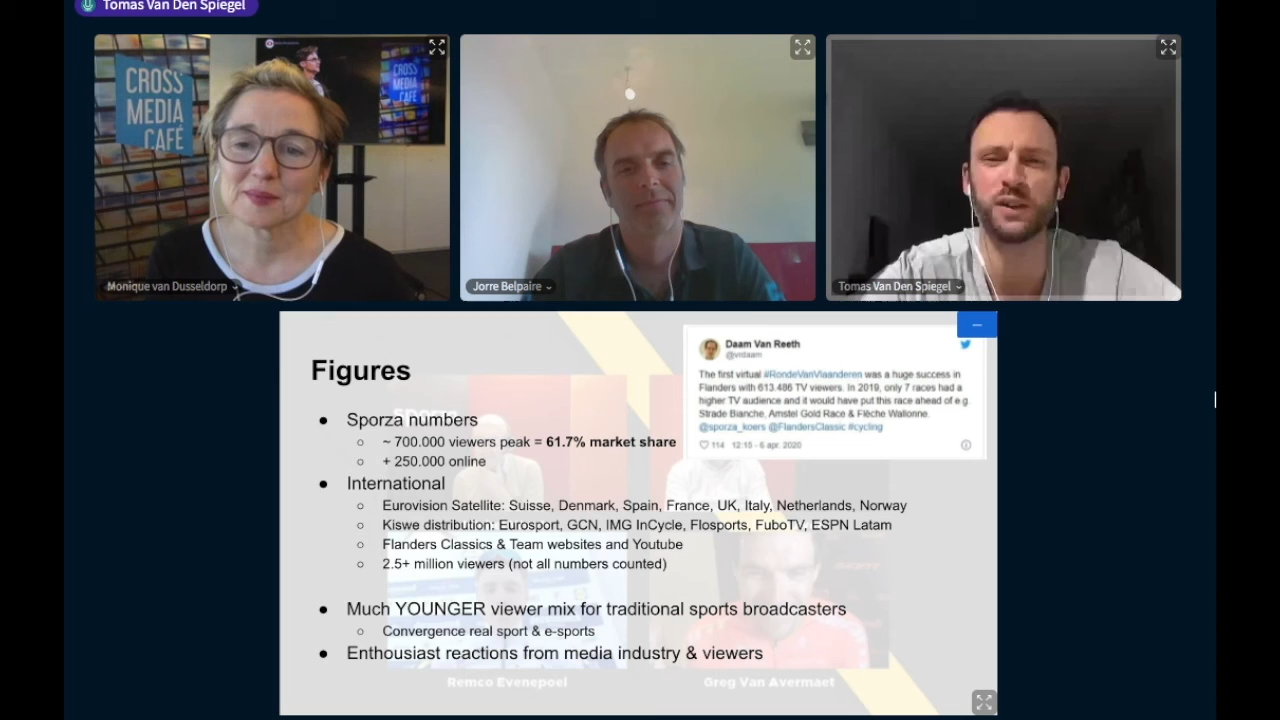 Tomas Van Den Spiegel
CROSS
MEDIA
CAFÉ
CROSS
MEDIA
CAFÉ
Monique van Dusseldorp
Jorre Belpaire
Tomas Van Den Spiegel
Figures
Daam Van Reeth
@vrdaam
The first virtual #RondeVanVlaanderen was a huge success in
Flanders with 613.486 TV viewers. In 2019, only 7 races had a
higher TV audience and it would have put this race ahead of e.g.
Strade Bianche, Amstel Gold Race & Flèche Wallonne.
@sporza_koers @FlandersClassic #cycling
114 12:15 - 6 apr. 2020
● Sporza numbers
○ ~ 700.000 viewers peak = 61.7% market share
○ + 250.000 online
● International
○ Eurovision Satellite: Suisse, Denmark, Spain, France, UK, Italy, Netherlands, Norway
○ Kiswe distribution: Eurosport, GCN, IMG InCycle, Flosports, FuboTV, ESPN Latam
○ Flanders Classics & Team websites and Youtube
○ 2.5+ million viewers (not all numbers counted)
● Much YOUNGER viewer mix for traditional sports broadcasters
○ Convergence real sport & e-sports
● Enthusiast reactions from media industry & viewers
Remco Evenepoel
Greg Van Avermaet